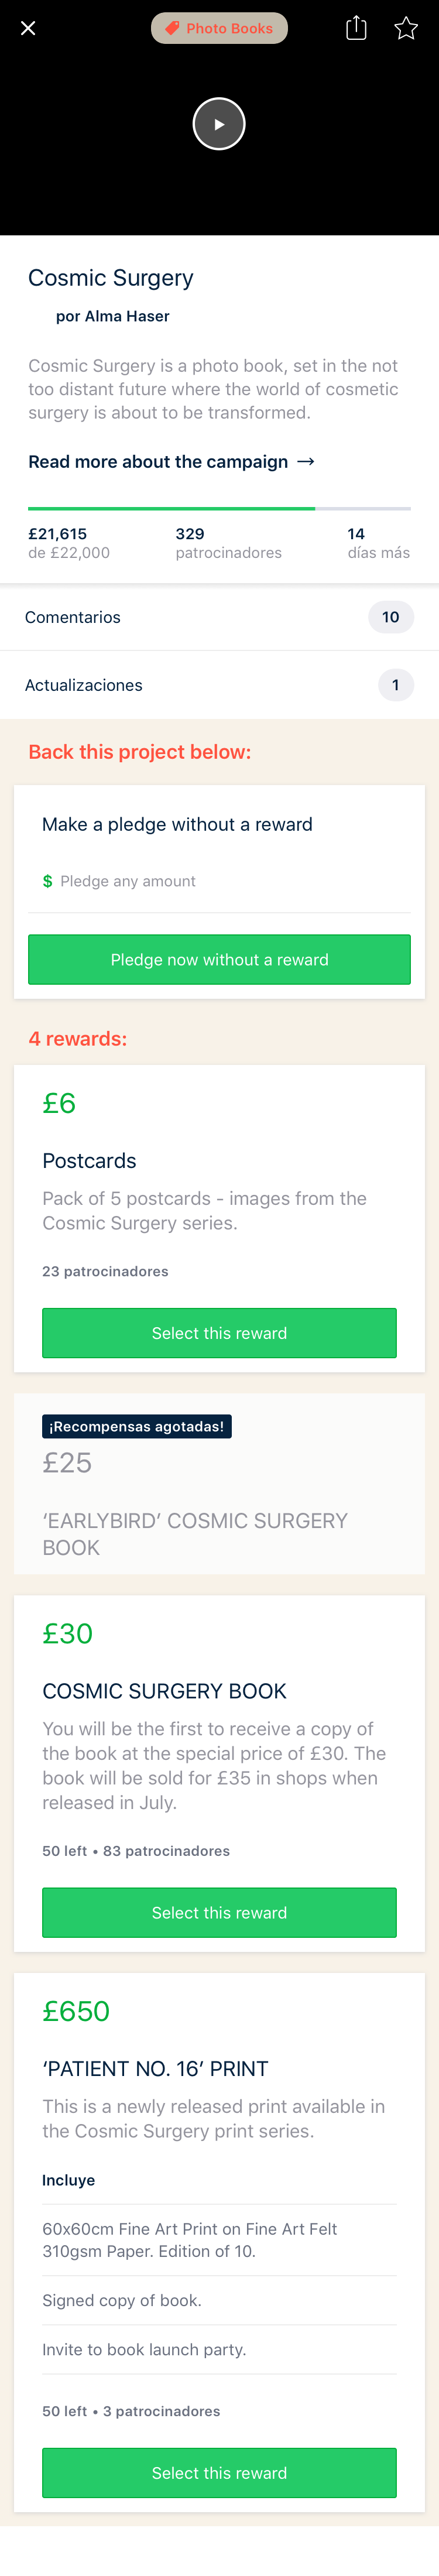 Photo Books
Cosmic Surgery
por Alma Haser
Cosmic Surgery is a photo book, set in the not
too distant future where the world of cosmetic
surgery is about to be transformed.
Read more about the campaign →
£21,615
de £22,000
329
patrocinadores
14
días más
Comentarios
10
Actualizaciones
1
Back this project below:
Make a pledge without a reward
$ Pledge any amount
Pledge now without a reward
4 rewards:
£6
Postcards
Pack of 5 postcards - images from the
Cosmic Surgery series.
23 patrocinadores
Select this reward
¡Recompensas agotadas!
£25
‘EARLYBIRD’ COSMIC SURGERY
BOOK
£30
COSMIC SURGERY BOOK
You will be the first to receive a copy of
the book at the special price of £30. The
book will be sold for £35 in shops when
released in July.
50 left • 83 patrocinadores
Select this reward
£650
‘PATIENT NO. 16’ PRINT
This is a newly released print available in
the Cosmic Surgery print series.
Incluye
60x60cm Fine Art Print on Fine Art Felt
310gsm Paper. Edition of 10.
Signed copy of book.
Invite to book launch party.
50 left • 3 patrocinadores
Select this reward